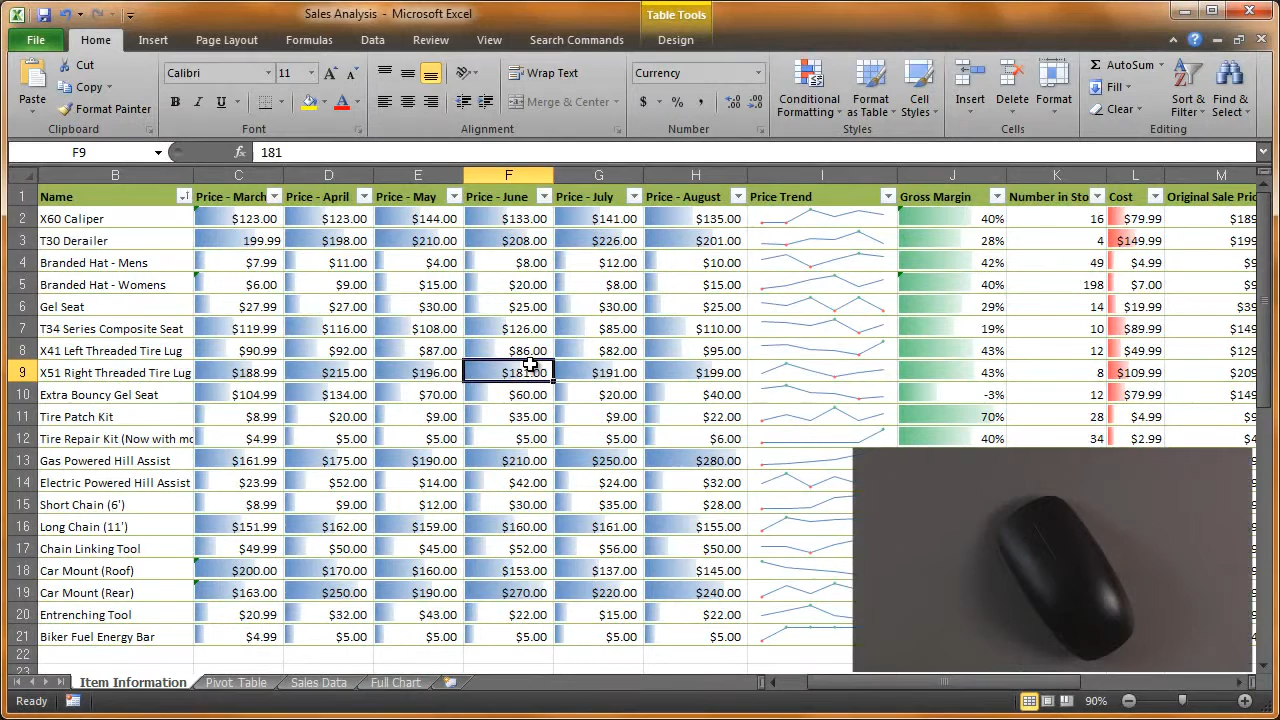 Sales Analysis - Microsoft Excel
Table Tools
File Home Insert Page Layout Formulas Data Review View Search Commands Design
Paste Cut Copy Format Painter Clipboard
Calibri 11 B I U Font
Wrap Text Merge & Center Alignment
Currency $ % , Number
Conditional Formatting Format as Table Cell Styles Styles
Insert Delete Format Cells
AutoSum Fill Clear Sort & Filter Find & Select Editing
F9 fx 181
B C D E F G H I J K L M
1 Name Price - March Price - April Price - May Price - June Price - July Price - August Price Trend Gross Margin Number in Sto Cost Original Sale Pric
2 X60 Caliper $123.00 $123.00 $144.00 $133.00 $141.00 $135.00 40% 16 $79.99 $189
3 T30 Derailer 199.99 $198.00 $210.00 $208.00 $226.00 $201.00 28% 4 $149.99 $199
4 Branded Hat - Mens $7.99 $11.00 $4.00 $8.00 $12.00 $10.00 42% 49 $4.99 $9
5 Branded Hat - Womens $6.00 $9.00 $15.00 $20.00 $8.00 $15.00 40% 198 $7.00 $9
6 Gel Seat $27.99 $27.00 $30.00 $25.00 $30.00 $25.00 29% 14 $19.99 $39
7 T34 Series Composite Seat $119.99 $116.00 $108.00 $126.00 $85.00 $110.00 19% 10 $89.99 $149
8 X41 Left Threaded Tire Lug $90.99 $92.00 $87.00 $86.00 $82.00 $95.00 43% 12 $49.99 $119
9 X51 Right Threaded Tire Lug $188.99 $215.00 $196.00 $181.00 $191.00 $199.00 43% 8 $109.99 $209
10 Extra Bouncy Gel Seat $104.99 $134.00 $70.00 $60.00 $20.00 $40.00 -3% 12 $79.99 $149
11 Tire Patch Kit $8.99 $20.00 $9.00 $35.00 $9.00 $22.00 70% 28 $4.99 $9
12 Tire Repair Kit (Now with mo $4.99 $5.00 $5.00 $5.00 $5.00 $6.00 40% 34 $2.99 $4
13 Gas Powered Hill Assist $161.99 $175.00 $190.00 $210.00 $250.00 $280.00
14 Electric Powered Hill Assist $23.99 $52.00 $14.00 $42.00 $24.00 $32.00
15 Short Chain (6') $8.99 $9.00 $12.00 $30.00 $35.00 $28.00
16 Long Chain (11') $151.99 $162.00 $159.00 $160.00 $161.00 $155.00
17 Chain Linking Tool $49.99 $50.00 $45.00 $52.00 $56.00 $50.00
18 Car Mount (Roof) $200.00 $170.00 $160.00 $153.00 $137.00 $145.00
19 Car Mount (Rear) $163.00 $250.00 $190.00 $270.00 $220.00 $240.00
20 Entrenching Tool $20.99 $32.00 $43.00 $22.00 $15.00 $22.00
21 Biker Fuel Energy Bar $4.99 $5.00 $5.00 $5.00 $5.00 $5.00
22
23
Item Information Pivot Table Sales Data Full Chart
Ready 90%